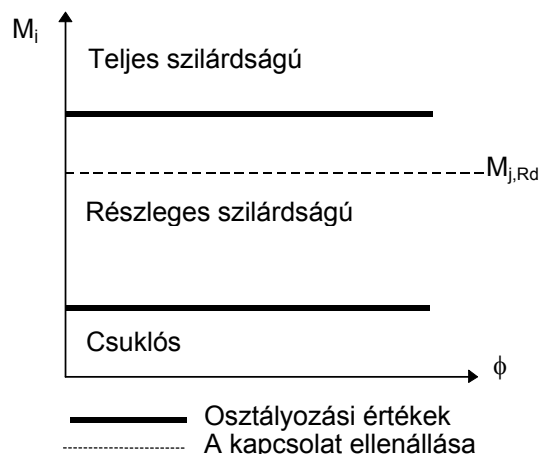 Mi
Teljes szilárdságú
Mj,Rd
Részleges szilárdságú
Csuklós
ϕ
Osztályozási értékek
A kapcsolat ellenállása